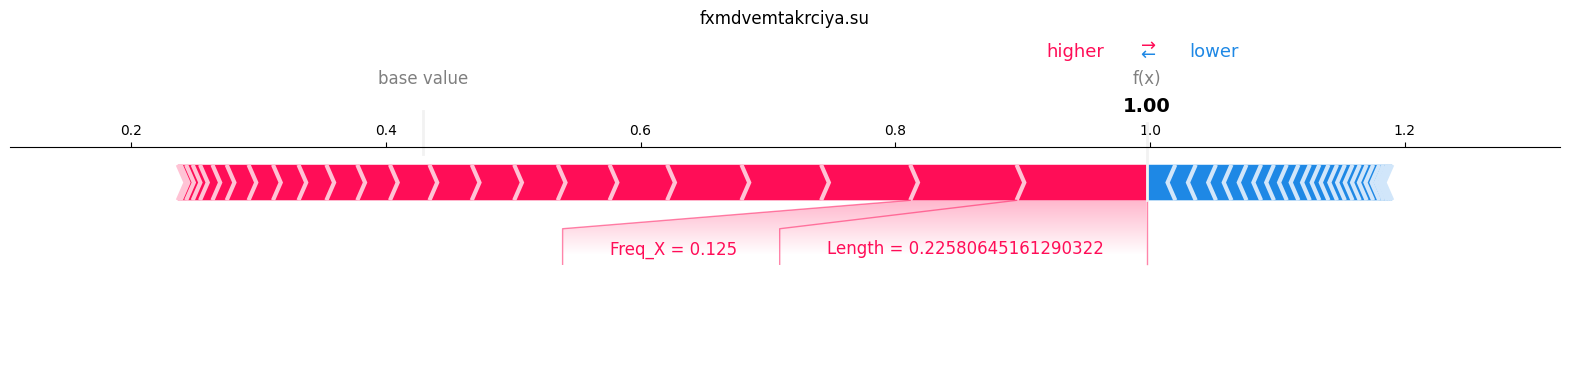 fxmdvemtakrciya.su
higher ⇄ lower
base value f(x)
1.00
0.2 0.4 0.6 0.8 1.0 1.2
Freq_X = 0.125 Length = 0.22580645161290322